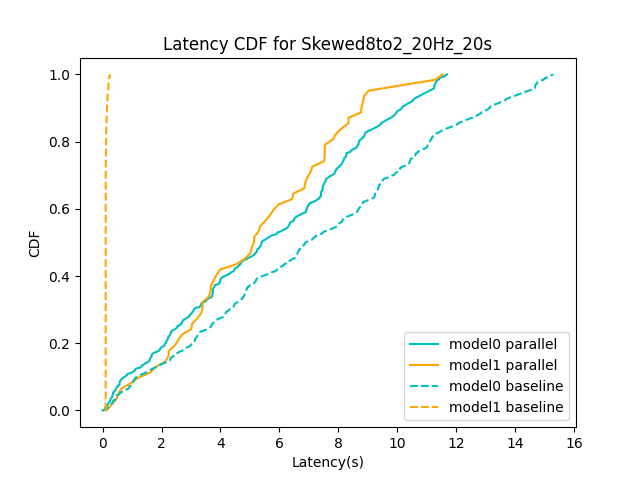 Latency CDF for Skewed8to2_20Hz_20s
1.0
0.8
0.6
0.4
0.2
0.0
CDF
model0 parallel
model1 parallel
model0 baseline
model1 baseline
0 2 4 6 8 10 12 14 16
Latency(s)